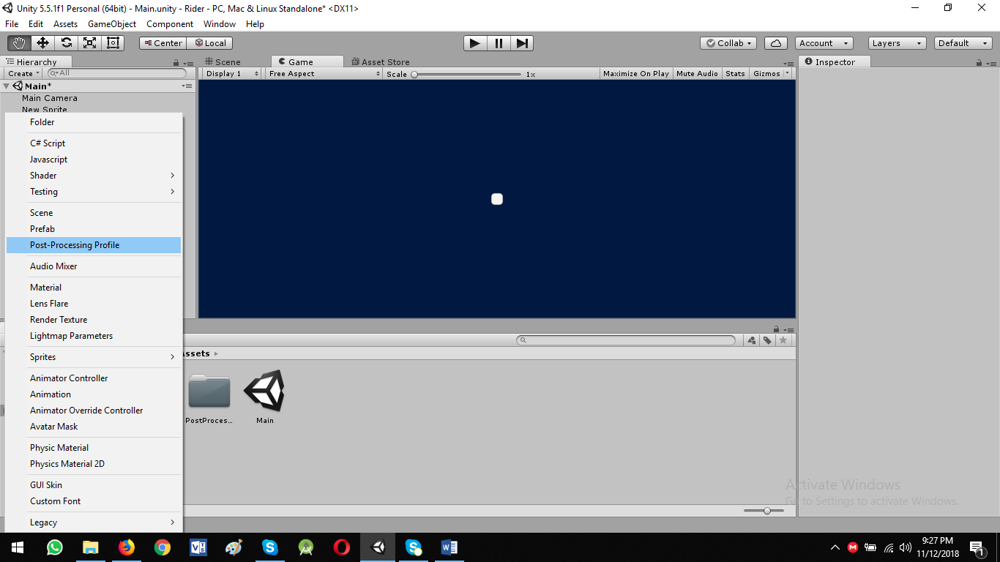 Unity 5.5.1f1 Personal (64bit) - Main.unity - Rider - PC, Mac & Linux Standalone* <DX11>
File Edit Assets GameObject Component Window Help
Center Local Collab Account Layers Default
Hierarchy Scene Game Asset Store Inspector
Create All Display 1 Free Aspect Scale 1x Maximize On Play Mute Audio Stats Gizmos
Main*
Main Camera
New Sprite
Folder
C# Script
Javascript
Shader
Testing
Scene
Prefab
Post-Processing Profile
Audio Mixer
Material
Lens Flare
Render Texture
Lightmap Parameters
Sprites
Animator Controller
Animation
Animator Override Controller
Avatar Mask
Physic Material
Physics Material 2D
GUI Skin
Custom Font
Legacy
Assets
PostProces... Main
Activate Windows
Go to Settings to activate Windows.
9:27 PM
11/12/2018
1